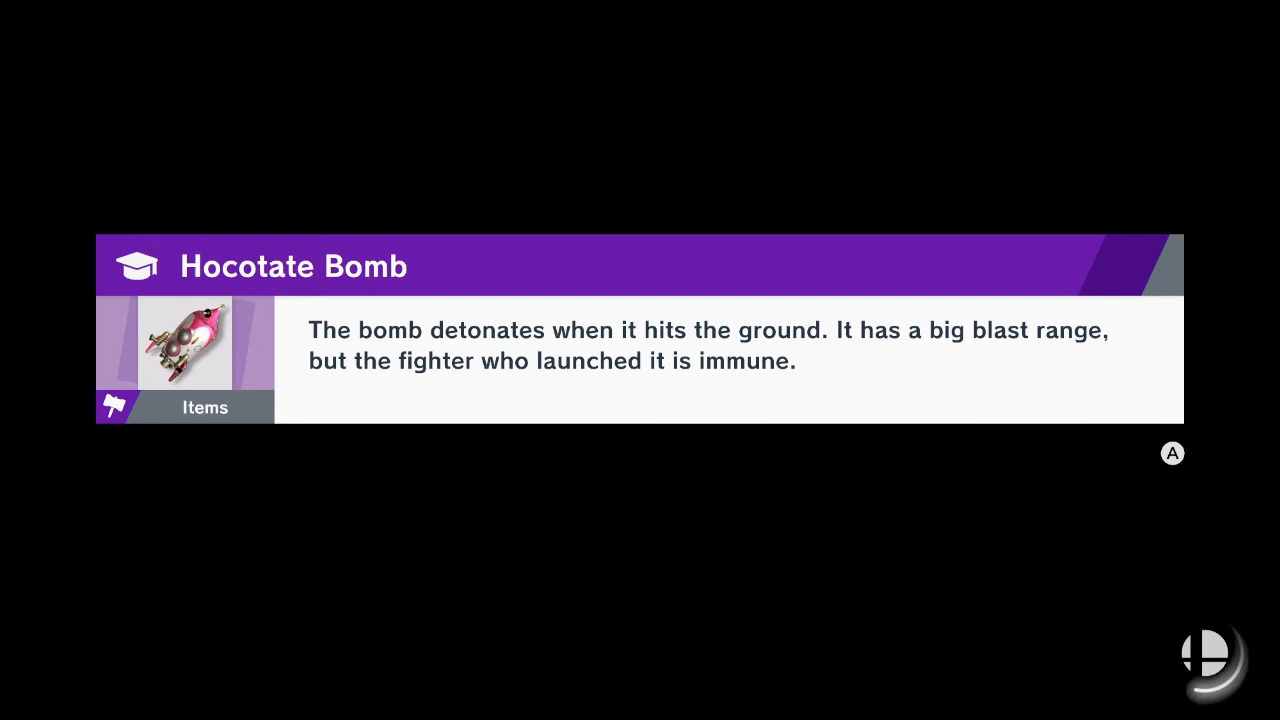 Hocotate Bomb
The bomb detonates when it hits the ground. It has a big blast range,
but the fighter who launched it is immune.
Items
A